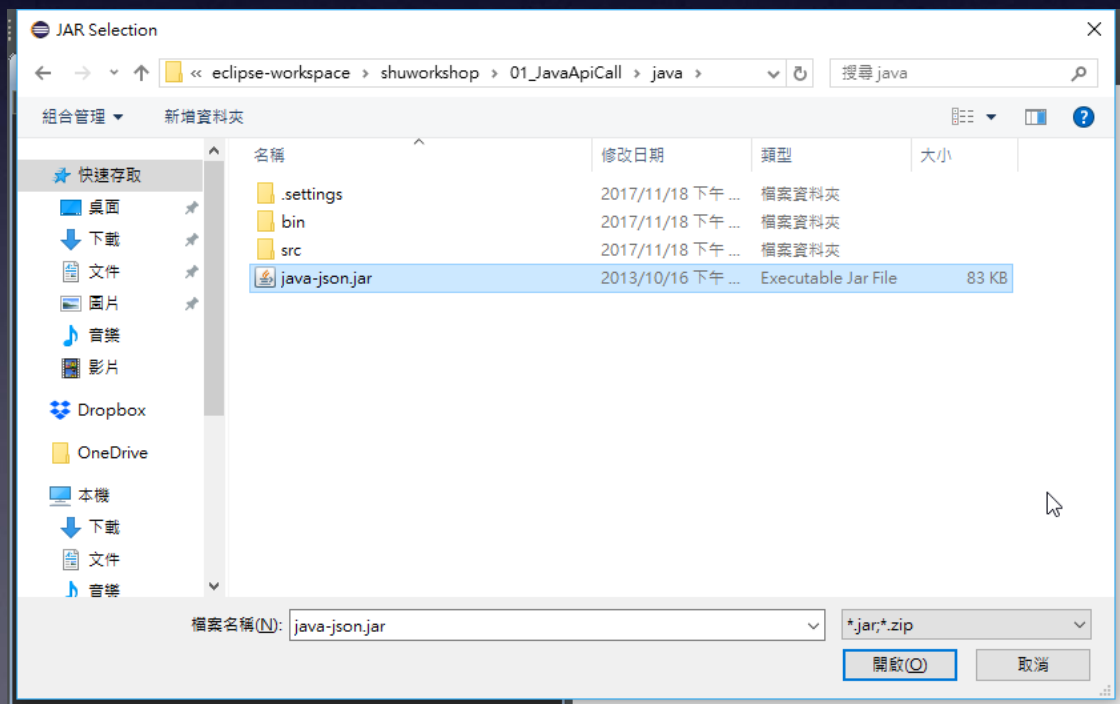 JAR Selection
« eclipse-workspace › shuworkshop › 01_JavaApiCall › java ›
搜尋 java
組合管理 ▾ 新增資料夾
名稱 修改日期 類型 大小
快速存取
桌面
下載
文件
圖片
音樂
影片
Dropbox
OneDrive
本機
下載
文件
音樂
.settings 2017/11/18 下午 ... 檔案資料夾
bin 2017/11/18 下午 ... 檔案資料夾
src 2017/11/18 下午 ... 檔案資料夾
java-json.jar 2013/10/16 下午 ... Executable Jar File 83 KB
檔案名稱(N): java-json.jar
*.jar;*.zip
開啟(O) 取消